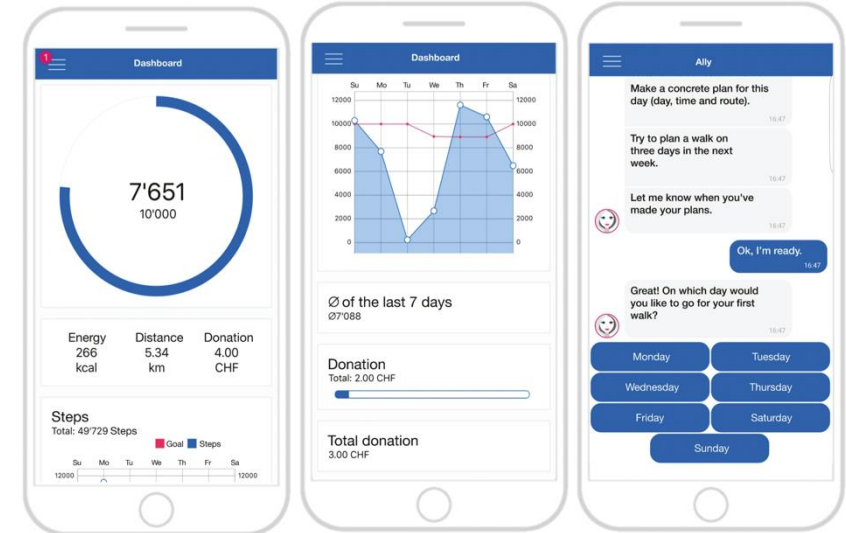 1
Dashboard
7'651
10'000
Energy Distance Donation
266 5.34 4.00
kcal km CHF
Steps
Total: 49'729 Steps
Goal Steps
Su Mo Tu We Th Fr Sa
12000 12000
Dashboard
Su Mo Tu We Th Fr Sa
12000 12000
10000 10000
8000 8000
6000 6000
4000 4000
2000 2000
0 0
Ø of the last 7 days
Ø7'088
Donation
Total: 2.00 CHF
Total donation
3.00 CHF
Ally
Make a concrete plan for this
day (day, time and route).
16:47
Try to plan a walk on
three days in the next
week.
16:47
Let me know when you've
made your plans.
16:47
Ok, I'm ready.
16:47
Great! On which day would
you like to go for your first
walk?
16:47
Monday Tuesday
Wednesday Thursday
Friday Saturday
Sunday